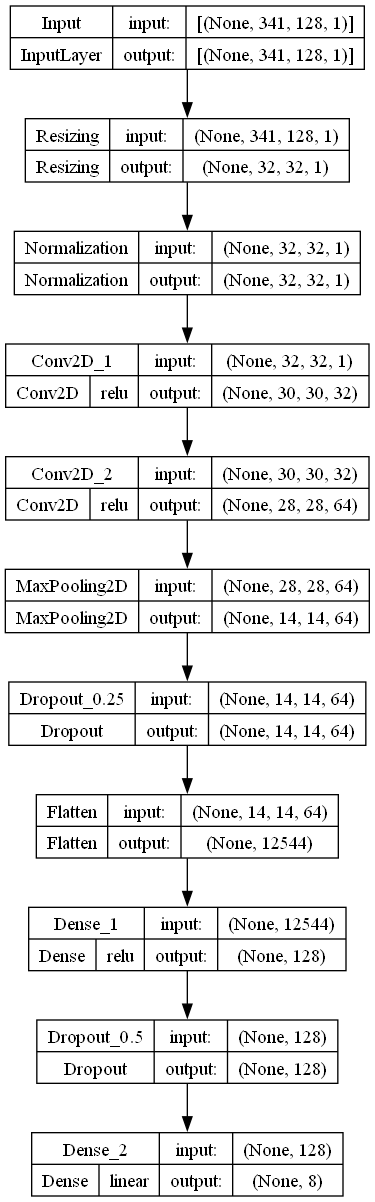 Input input: [(None, 341, 128, 1)]
InputLayer output: [(None, 341, 128, 1)]
Resizing input: (None, 341, 128, 1)
Resizing output: (None, 32, 32, 1)
Normalization input: (None, 32, 32, 1)
Normalization output: (None, 32, 32, 1)
Conv2D_1 input: (None, 32, 32, 1)
Conv2D relu output: (None, 30, 30, 32)
Conv2D_2 input: (None, 30, 30, 32)
Conv2D relu output: (None, 28, 28, 64)
MaxPooling2D input: (None, 28, 28, 64)
MaxPooling2D output: (None, 14, 14, 64)
Dropout_0.25 input: (None, 14, 14, 64)
Dropout output: (None, 14, 14, 64)
Flatten input: (None, 14, 14, 64)
Flatten output: (None, 12544)
Dense_1 input: (None, 12544)
Dense relu output: (None, 128)
Dropout_0.5 input: (None, 128)
Dropout output: (None, 128)
Dense_2 input: (None, 128)
Dense linear output: (None, 8)